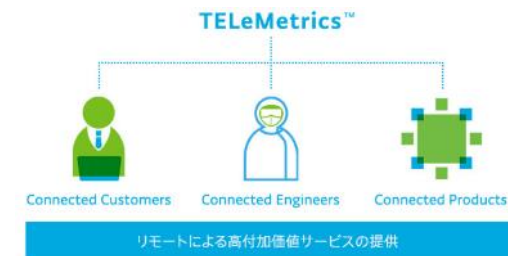 TELeMetrics™
Connected Customers
Connected Engineers
Connected Products
リモートによる高付加価値サービスの提供